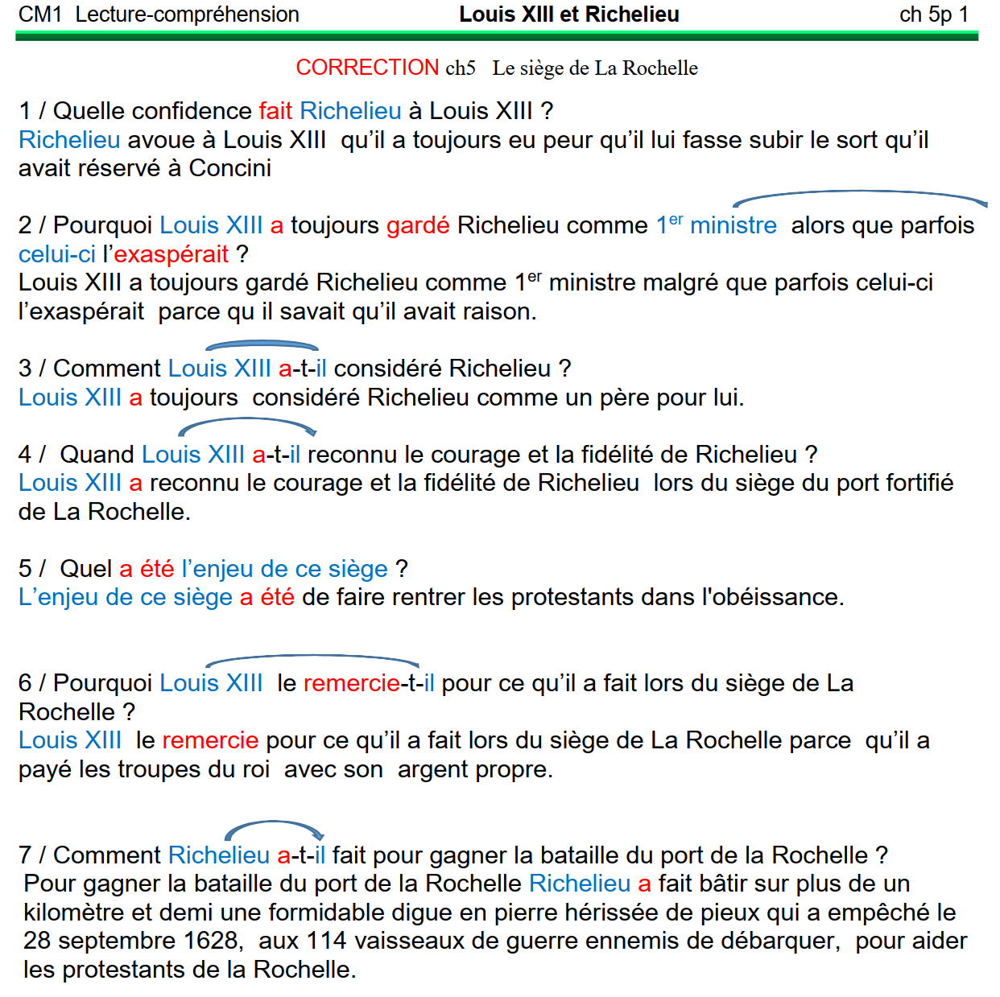 CM1 Lecture-compréhension Louis XIII et Richelieu ch 5p 1
CORRECTION ch5 Le siège de La Rochelle
1 / Quelle confidence fait Richelieu à Louis XIII ?
Richelieu avoue à Louis XIII qu’il a toujours eu peur qu’il lui fasse subir le sort qu’il
avait réservé à Concini
2 / Pourquoi Louis XIII a toujours gardé Richelieu comme 1er ministre alors que parfois
celui-ci l’exaspérait ?
Louis XIII a toujours gardé Richelieu comme 1er ministre malgré que parfois celui-ci
l’exaspérait parce qu il savait qu’il avait raison.
3 / Comment Louis XIII a-t-il considéré Richelieu ?
Louis XIII a toujours considéré Richelieu comme un père pour lui.
4 / Quand Louis XIII a-t-il reconnu le courage et la fidélité de Richelieu ?
Louis XIII a reconnu le courage et la fidélité de Richelieu lors du siège du port fortifié
de La Rochelle.
5 / Quel a été l’enjeu de ce siège ?
L’enjeu de ce siège a été de faire rentrer les protestants dans l'obéissance.
6 / Pourquoi Louis XIII le remercie-t-il pour ce qu’il a fait lors du siège de La
Rochelle ?
Louis XIII le remercie pour ce qu’il a fait lors du siège de La Rochelle parce qu’il a
payé les troupes du roi avec son argent propre.
7 / Comment Richelieu a-t-il fait pour gagner la bataille du port de la Rochelle ?
Pour gagner la bataille du port de la Rochelle Richelieu a fait bâtir sur plus de un
kilomètre et demi une formidable digue en pierre hérissée de pieux qui a empêché le
28 septembre 1628, aux 114 vaisseaux de guerre ennemis de débarquer, pour aider
les protestants de la Rochelle.